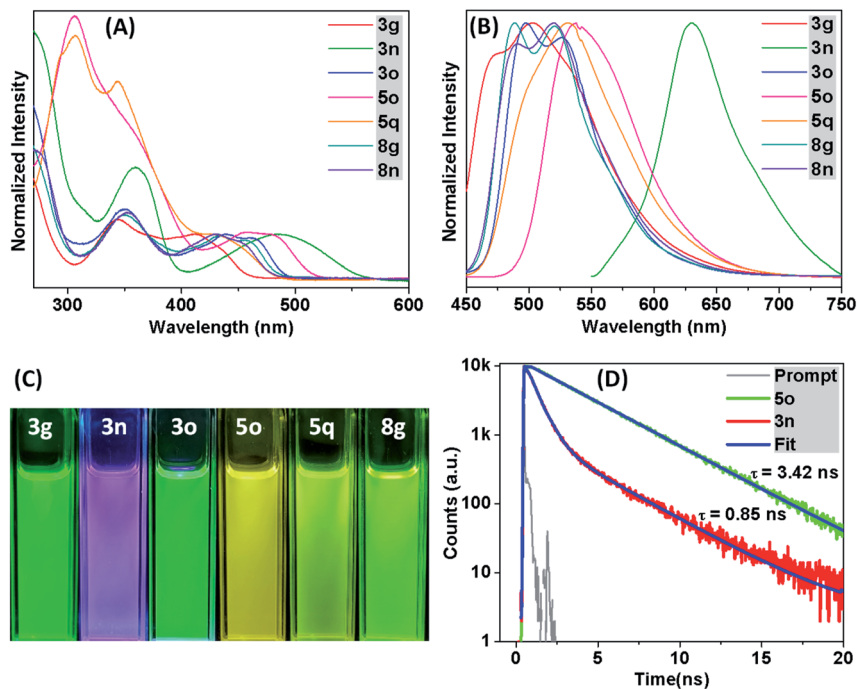 (A)
3g
3n
3o
5o
5q
8g
8n
Normalized Intensity
300
400
500
600
Wavelength (nm)
(B)
3g
3n
3o
5o
5q
8g
8n
Normalized Intensity
450
500
550
600
650
700
750
Wavelength (nm)
(C)
3g
3n
3o
5o
5q
8g
(D)
Prompt
5o
3n
Fit
τ = 3.42 ns
τ = 0.85 ns
Counts (a.u.)
10k
1k
100
10
1
0
5
10
15
20
Time(ns)